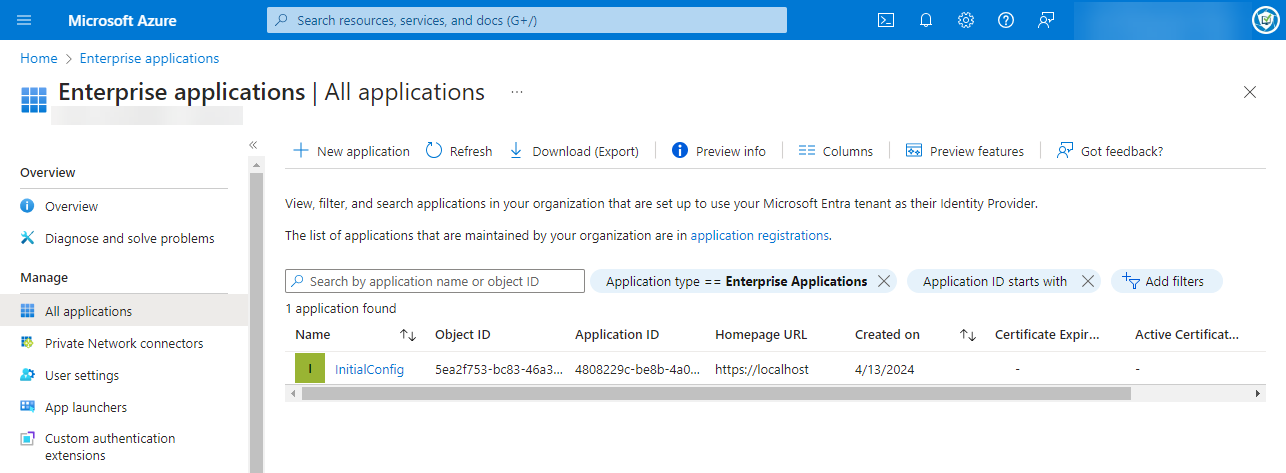 Microsoft Azure
Search resources, services, and docs (G+/)
Home > Enterprise applications
Enterprise applications | All applications ...
«
Overview
Overview
Diagnose and solve problems
Manage
All applications
Private Network connectors
User settings
App launchers
Custom authentication
extensions
New application Refresh Download (Export) Preview info Columns Preview features Got feedback?
View, filter, and search applications in your organization that are set up to use your Microsoft Entra tenant as their Identity Provider.
The list of applications that are maintained by your organization are in application registrations.
Search by application name or object ID Application type == Enterprise Applications Application ID starts with Add filters
1 application found
Name Object ID Application ID Homepage URL Created on Certificate Expir... Active Certificat...
I InitialConfig 5ea2f753-bc83-46a3... 4808229c-be8b-4a0... https://localhost 4/13/2024 - -